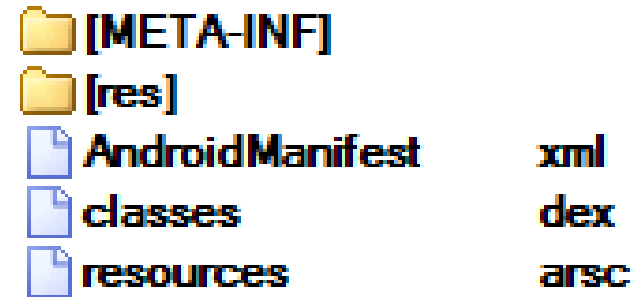 [META-INF]
[res]
AndroidManifest xml
classes dex
resources arsc